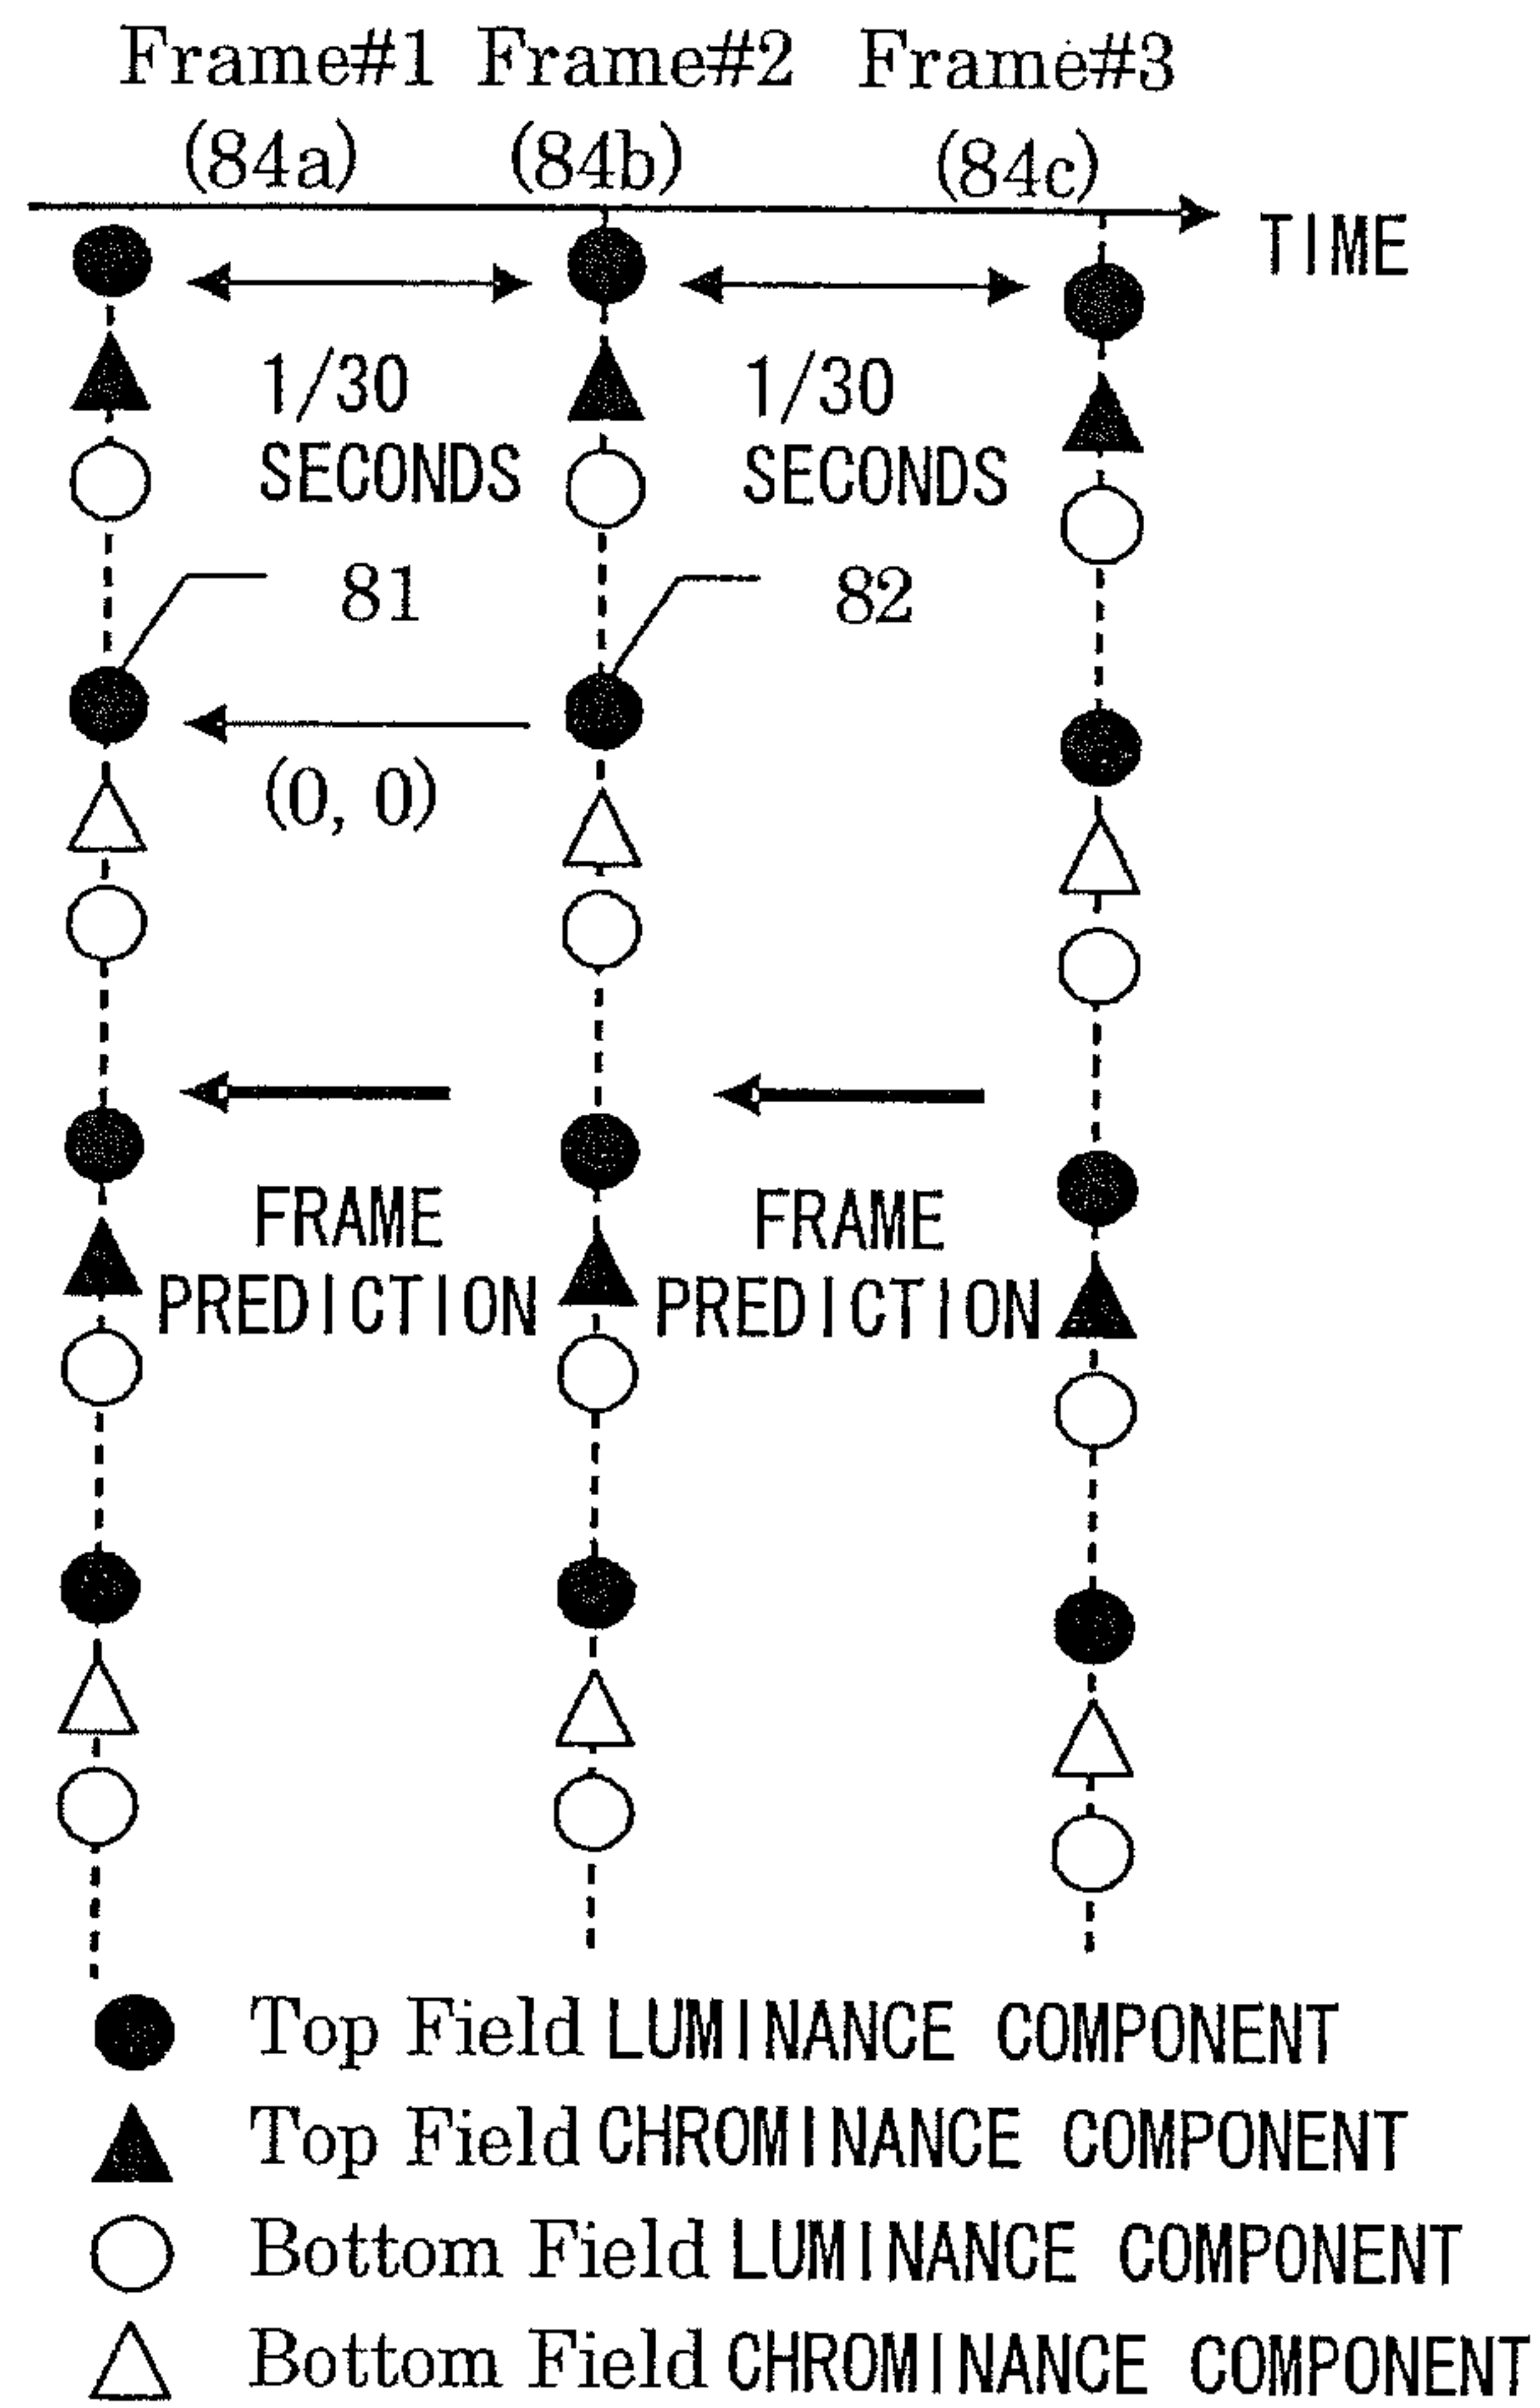 Frame#1 Frame#2 Frame#3
(84a) (84b) (84c)
TIME
1/30 1/30
SECONDS SECONDS
81 82
(0, 0)
FRAME FRAME
PREDICTION PREDICTION
Top Field LUMINANCE COMPONENT
Top Field CHROMINANCE COMPONENT
Bottom Field LUMINANCE COMPONENT
Bottom Field CHROMINANCE COMPONENT